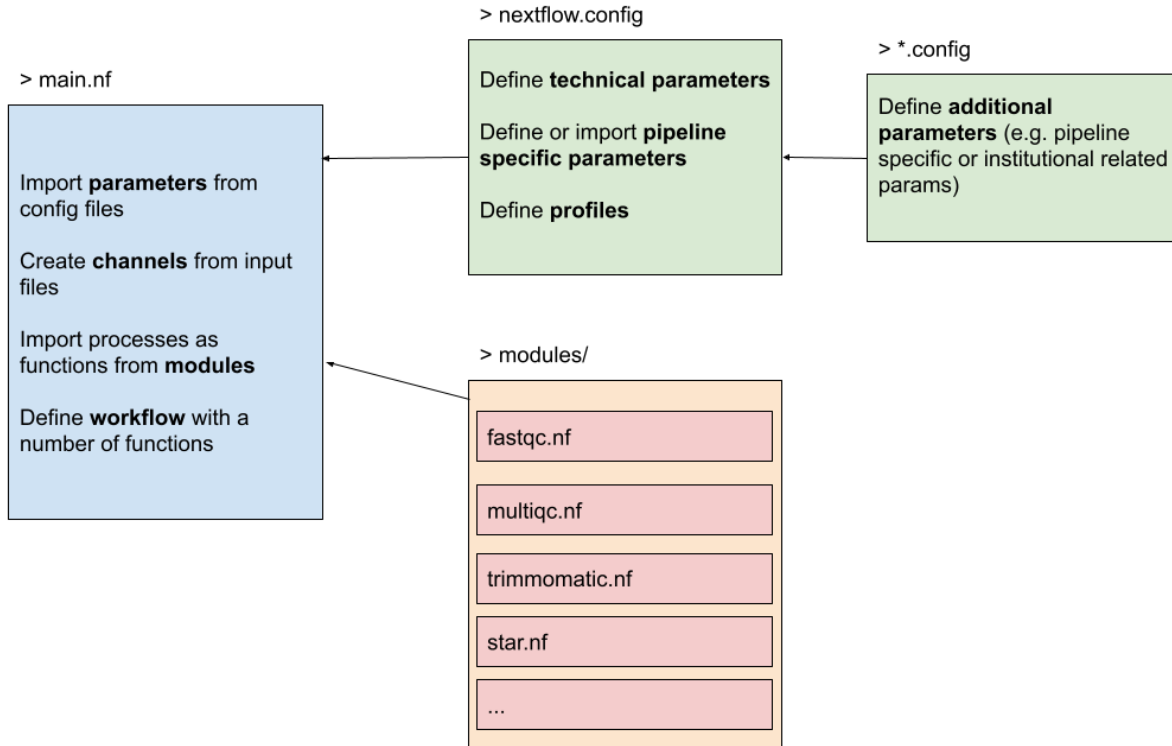 > main.nf
Import parameters from
config files
Create channels from input
files
Import processes as
functions from modules
Define workflow with a
number of functions
> nextflow.config
Define technical parameters
Define or import pipeline
specific parameters
Define profiles
> *.config
Define additional
parameters (e.g. pipeline
specific or institutional related
params)
> modules/
fastqc.nf
multiqc.nf
trimmomatic.nf
star.nf
...